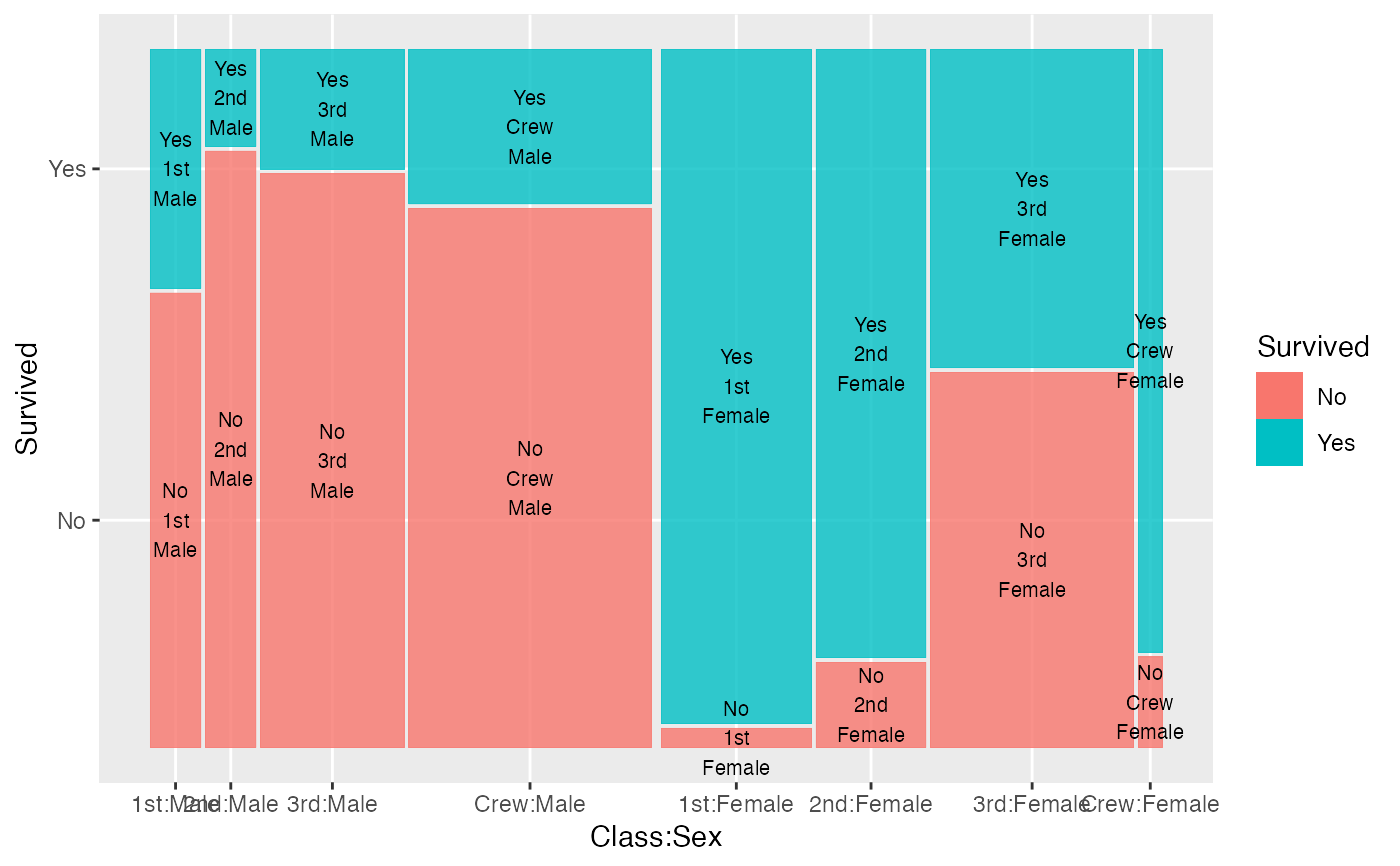 Yes
1st
Male
Yes
2nd
Male
Yes
3rd
Male
Yes
Crew
Male
Yes
1st
Female
Yes
2nd
Female
Yes
3rd
Female
Yes
Crew
Female
No
1st
Male
No
2nd
Male
No
3rd
Male
No
Crew
Male
No
1st
Female
No
2nd
Female
No
3rd
Female
No
Crew
Female
Yes
No
Survived
1st:Male
2nd:Male
3rd:Male
Crew:Male
1st:Female
2nd:Female
3rd:Female
Crew:Female
Class:Sex
Survived
No
Yes